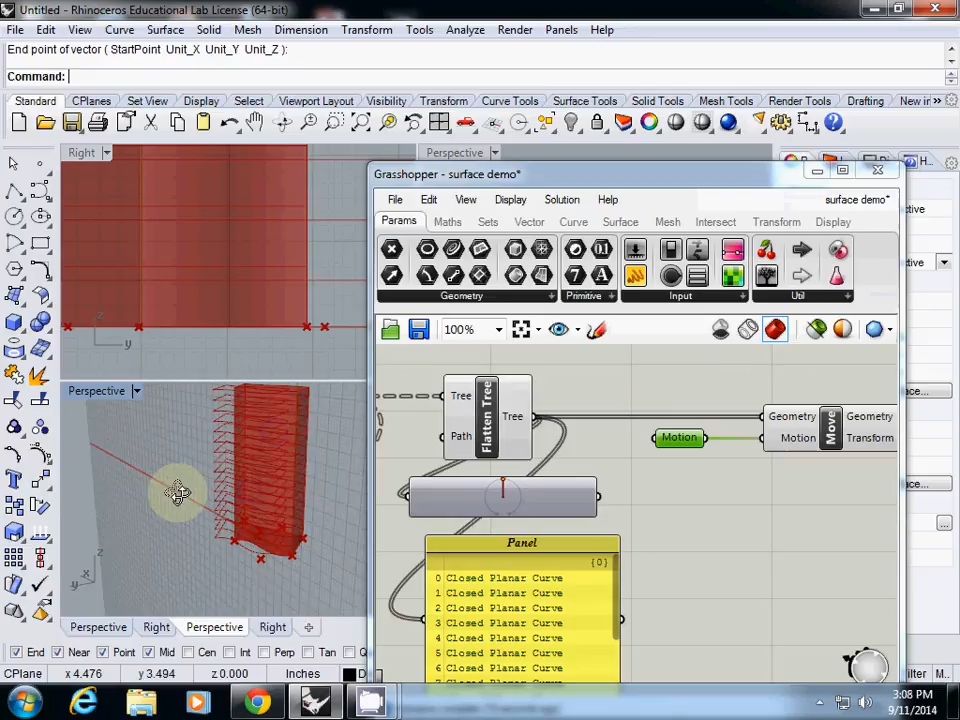 Untitled - Rhinoceros Educational Lab License (64-bit)
File Edit View Curve Surface Solid Mesh Dimension Transform Tools Analyze Render Panels Help
End point of vector ( StartPoint Unit_X Unit_Y Unit_Z ):
Command:
Standard CPlanes Set View Display Select Viewport Layout Visibility Transform Curve Tools Surface Tools Solid Tools Mesh Tools Render Tools Drafting New in »
Right
Perspective
Grasshopper - surface demo*
File Edit View Display Solution Help surface demo*
Params Maths Sets Vector Curve Surface Mesh Intersect Transform Display
Geometry Primitive Input Util
100%
z
y
Perspective
Tree
Path
Flatten Tree
Tree
Motion
Geometry
Motion
Move
Geometry
Transform
Panel
{0}
0 Closed Planar Curve
1 Closed Planar Curve
2 Closed Planar Curve
3 Closed Planar Curve
4 Closed Planar Curve
5 Closed Planar Curve
6 Closed Planar Curve
z
x
y
Perspective Right Perspective Right
End Near Point Mid Cen Int Perp Tan
CPlane x 4.476 y 3.494 z 0.000 Inches
3:08 PM
9/11/2014